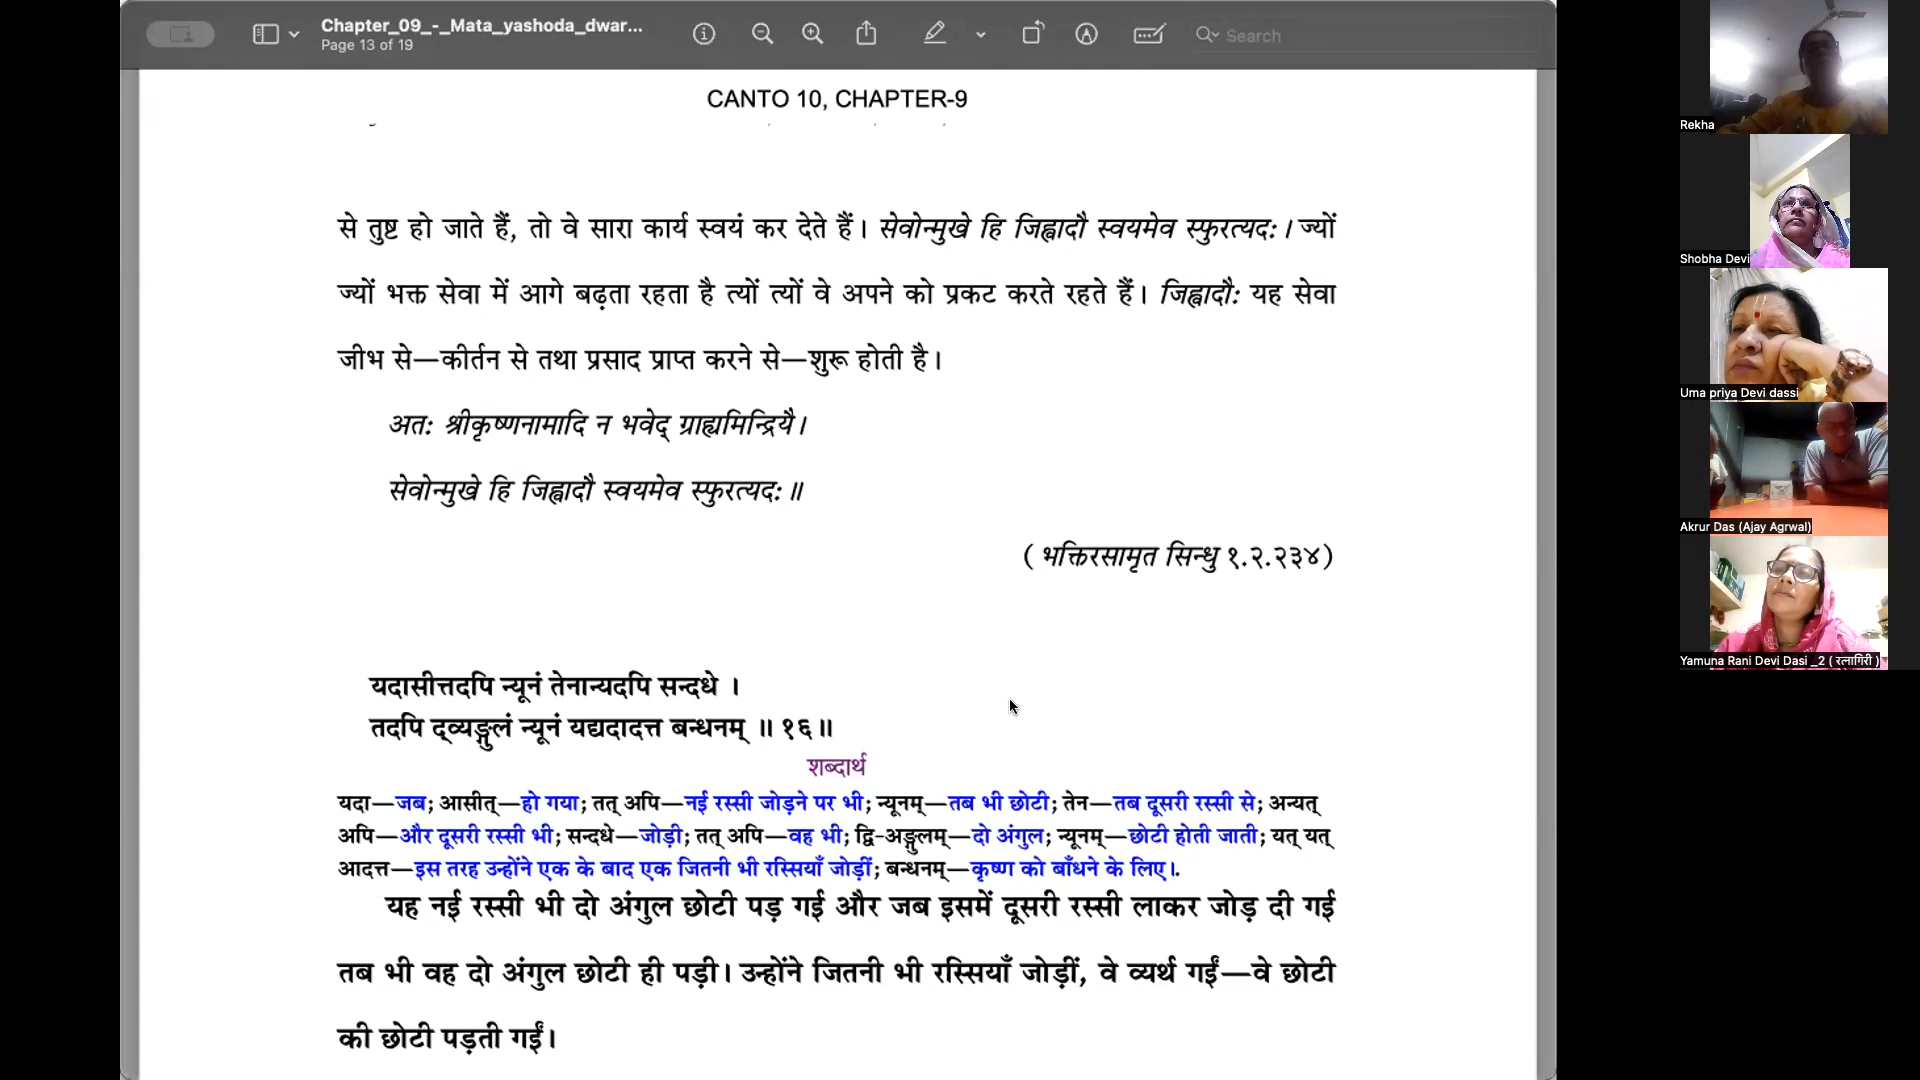 Chapter_09_-_Mata_yashoda_dwar...
Page 13 of 19
Search
CANTO 10, CHAPTER-9
से तुष्ट हो जाते हैं, तो वे सारा कार्य स्वयं कर देते हैं। सेवोन्मुखे हि जिह्वादौ स्वयमेव स्फुरत्यदः। ज्यों
ज्यों भक्त सेवा में आगे बढ़ता रहता है त्यों त्यों वे अपने को प्रकट करते रहते हैं। जिह्वादौः यह सेवा
जीभ से—कीर्तन से तथा प्रसाद प्राप्त करने से—शुरू होती है।
अतः श्रीकृष्णनामादि न भवेद् ग्राह्यमिन्द्रियै।
सेवोन्मुखे हि जिह्वादौ स्वयमेव स्फुरत्यदः॥
( भक्तिरसामृत सिन्धु १.२.२३४)
यदासीत्तदपि न्यूनं तेनान्यदपि सन्दधे ।
तदपि द्व्यङ्गुलं न्यूनं यद्यदादत्त बन्धनम् ॥ १६॥
शब्दार्थ
यदा—जब; आसीत्—हो गया; तत् अपि—नई रस्सी जोड़ने पर भी; न्यूनम्—तब भी छोटी; तेन—तब दूसरी रस्सी से; अन्यत्
अपि—और दूसरी रस्सी भी; सन्दधे—जोड़ी; तत् अपि—वह भी; द्वि-अङ्गुलम्—दो अंगुल; न्यूनम्—छोटी होती जाती; यत् यत्
आदत्त—इस तरह उन्होंने एक के बाद एक जितनी भी रस्सियाँ जोड़ीं; बन्धनम्—कृष्ण को बाँधने के लिए।.
यह नई रस्सी भी दो अंगुल छोटी पड़ गई और जब इसमें दूसरी रस्सी लाकर जोड़ दी गई
तब भी वह दो अंगुल छोटी ही पड़ी। उन्होंने जितनी भी रस्सियाँ जोड़ीं, वे व्यर्थ गईं—वे छोटी
की छोटी पड़ती गईं।
Rekha
Shobha Devi
Uma priya Devi dassi
Akrur Das (Ajay Agrwal)
Yamuna Rani Devi Dasi _2 ( रत्नागिरी )